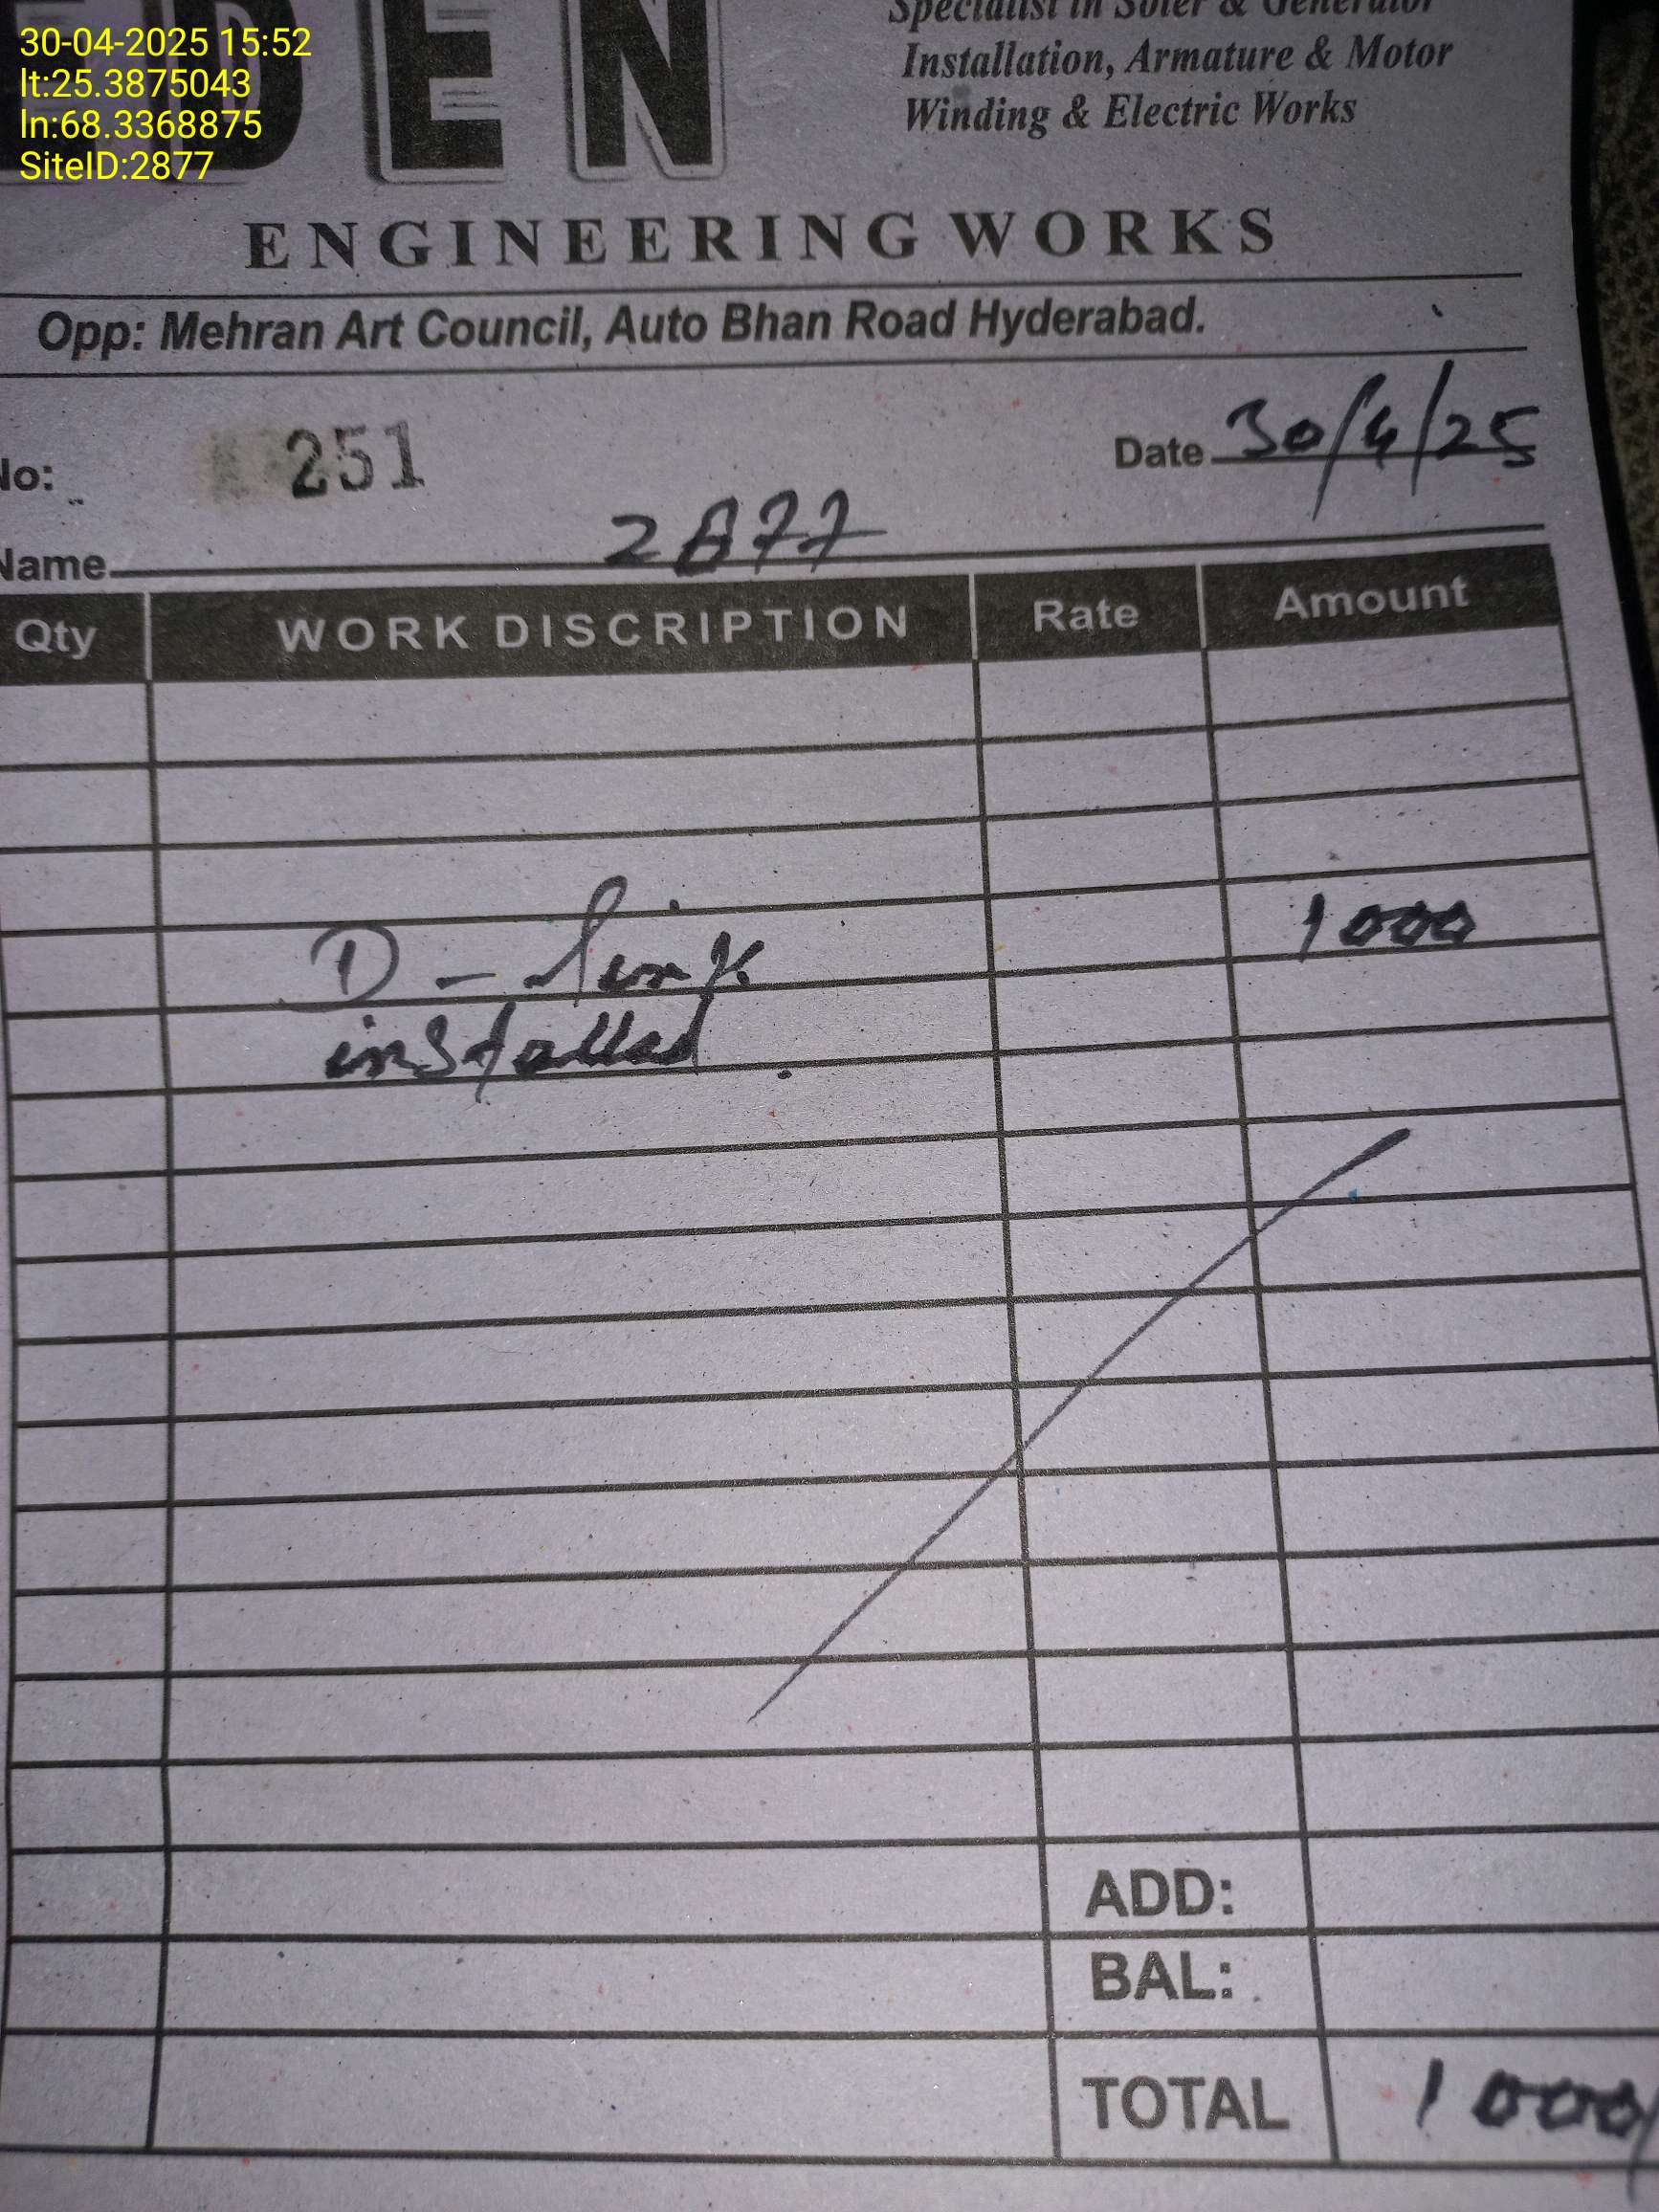 30-04-2025 15:52
lt:25.3875043
ln:68.3368875
SiteID:2877
EDEN
Specialist in Soler & Generator
Installation, Armature & Motor
Winding & Electric Works
ENGINEERING WORKS
Opp: Mehran Art Council, Auto Bhan Road Hyderabad.
No: 251 Date 30/4/25
Name 2877
Qty WORK DISCRIPTION Rate Amount
D-link 1000
installed
ADD:
BAL:
TOTAL 1000/